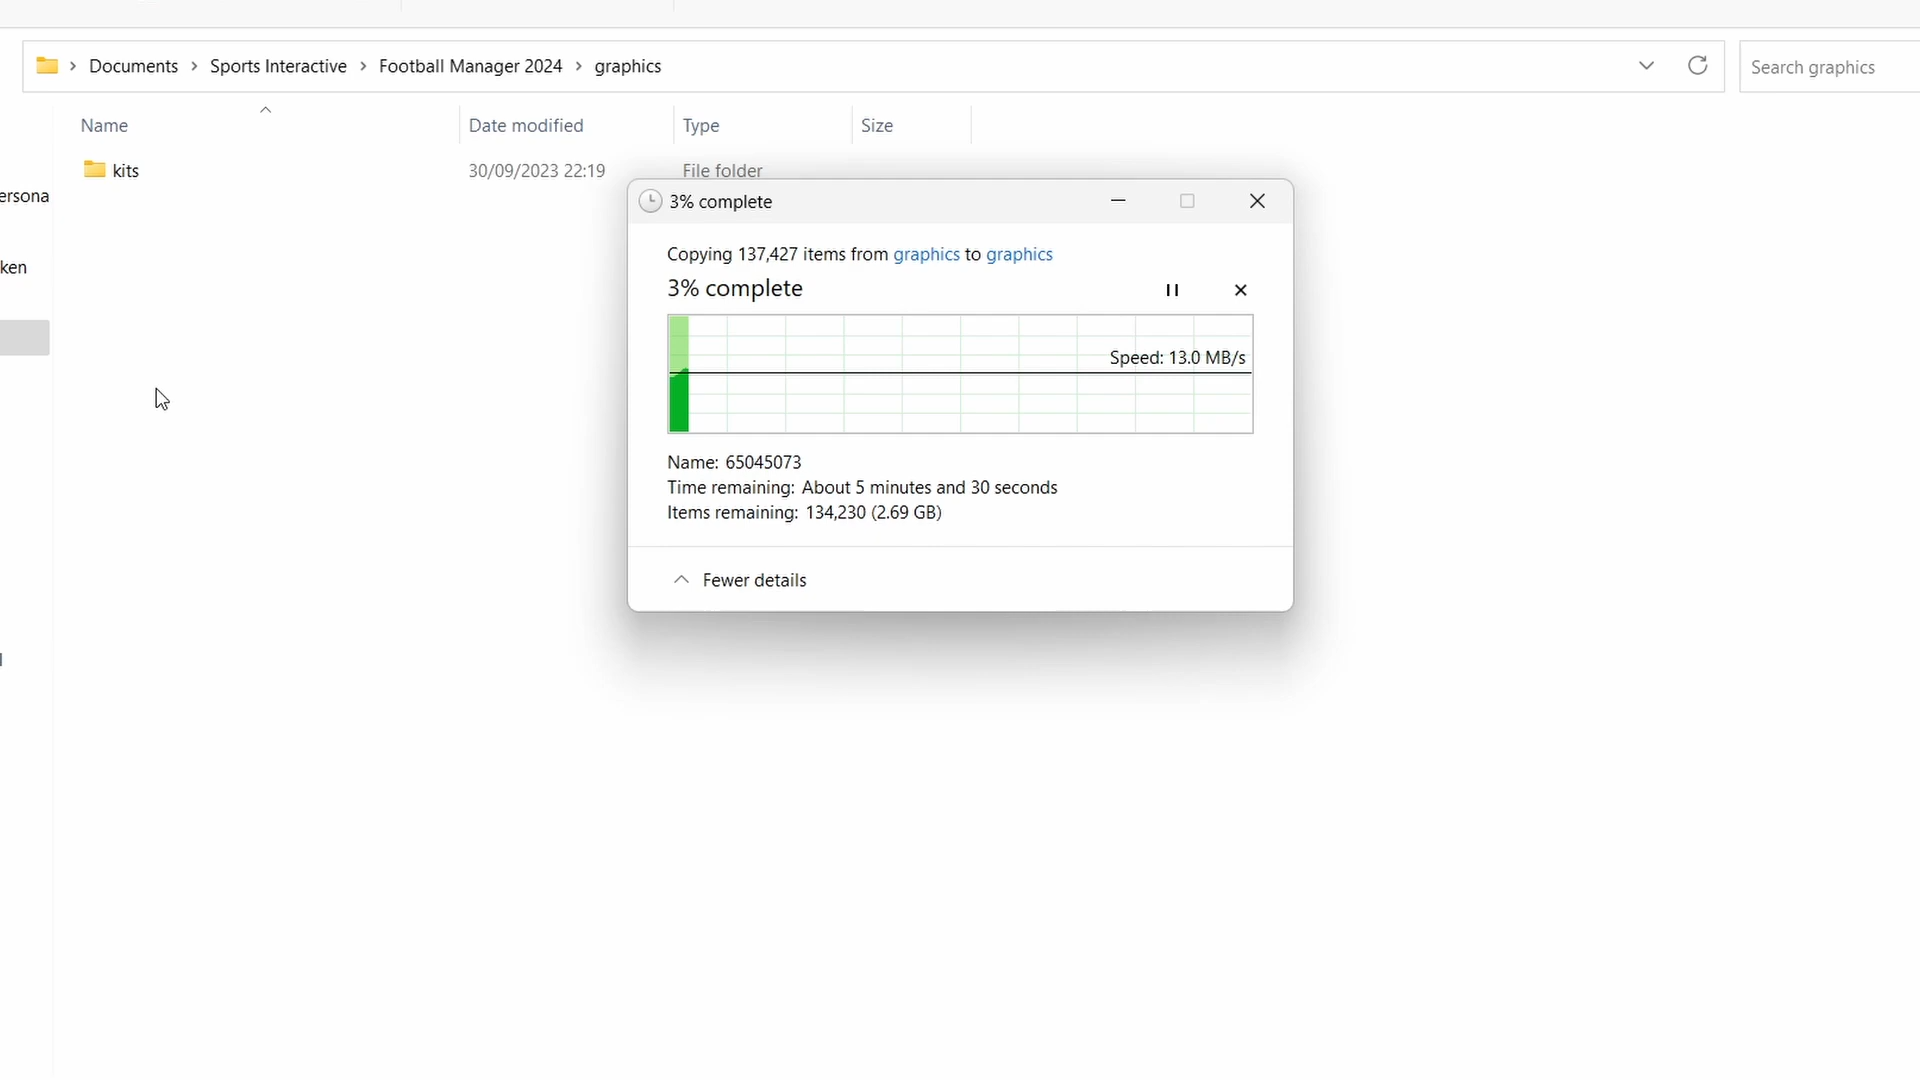 Documents > Sports Interactive > Football Manager 2024 > graphics
Search graphics
Name Date modified Type Size
kits 30/09/2023 22:19 File folder
ersona
ken
3% complete
Copying 137,427 items from graphics to graphics
3% complete
Speed: 13.0 MB/s
Name: 65045073
Time remaining: About 5 minutes and 30 seconds
Items remaining: 134,230 (2.69 GB)
Fewer details